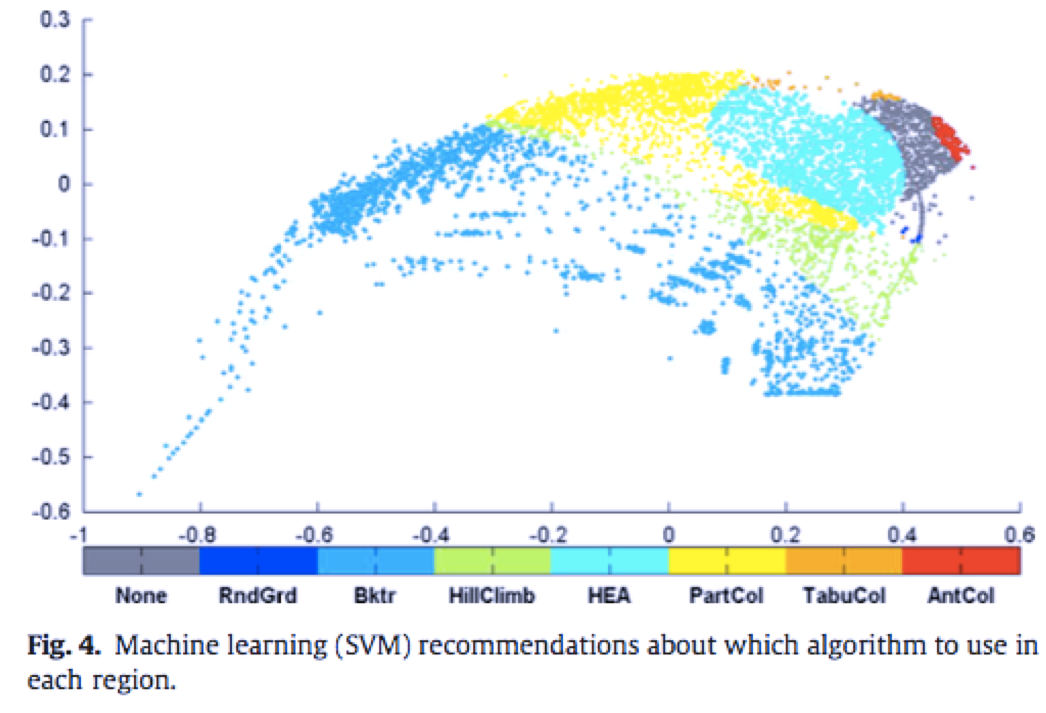 0.3
0.2
0.1
0
-0.1
-0.2
-0.3
-0.4
-0.5
-0.6
-1 -0.8 -0.6 -0.4 -0.2 0 0.2 0.4 0.6
None RndGrd Bktr HillClimb HEA PartCol TabuCol AntCol
Fig. 4. Machine learning (SVM) recommendations about which algorithm to use in
each region.